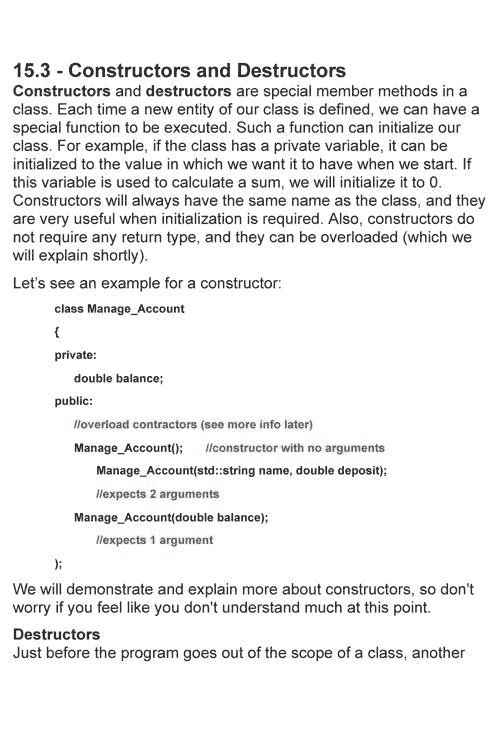 15.3 - Constructors and Destructors
Constructors and destructors are special member methods in a
class. Each time a new entity of our class is defined, we can have a
special function to be executed. Such a function can initialize our
class. For example, if the class has a private variable, it can be
initialized to the value in which we want it to have when we start. If
this variable is used to calculate a sum, we will initialize it to 0.
Constructors will always have the same name as the class, and they
are very useful when initialization is required. Also, constructors do
not require any return type, and they can be overloaded (which we
will explain shortly).
Let's see an example for a constructor:
class Manage_Account
{
private:
double balance;
public:
//overload contractors (see more info later)
Manage_Account(); //constructor with no arguments
Manage_Account(std::string name, double deposit);
//expects 2 arguments
Manage_Account(double balance);
//expects 1 argument
);
We will demonstrate and explain more about constructors, so don't
worry if you feel like you don't understand much at this point.
Destructors
Just before the program goes out of the scope of a class, another